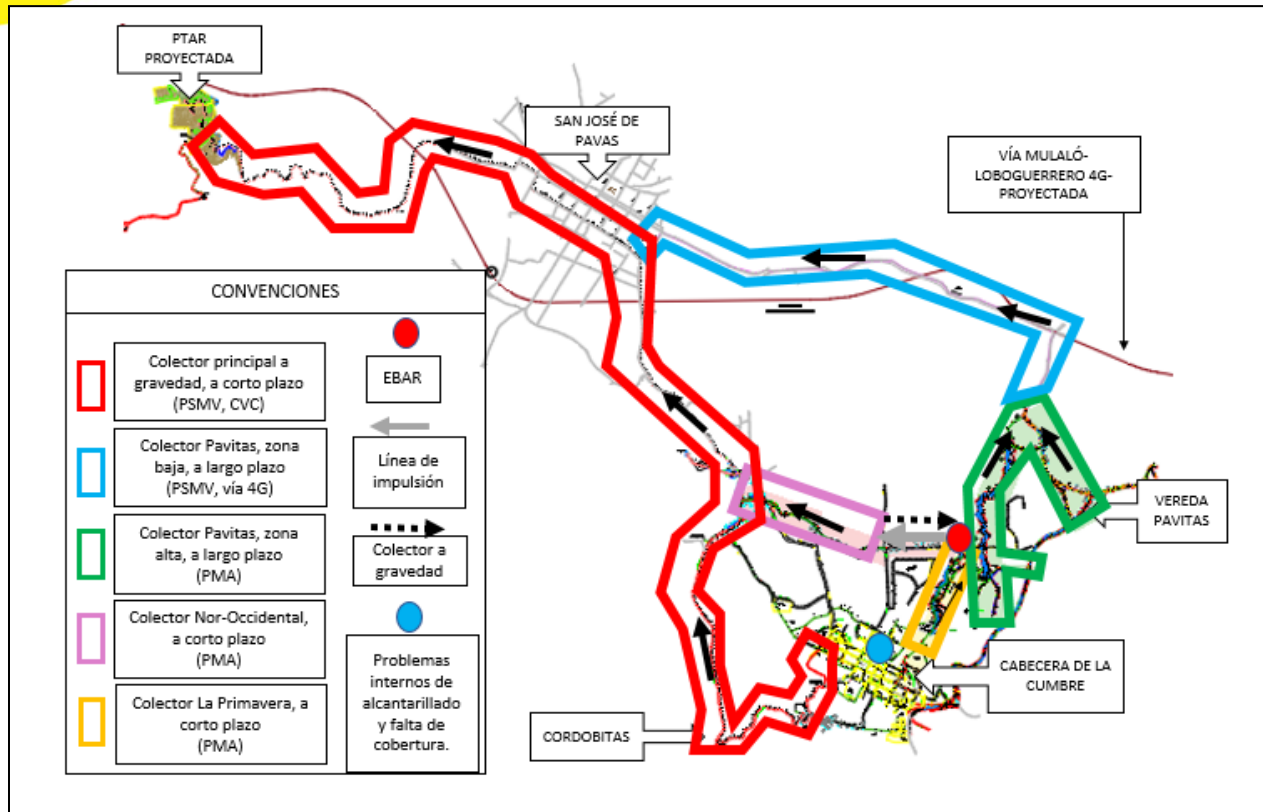 PTAR
PROYECTADA
SAN JOSÉ DE
PAVAS
VÍA MULALÓ-
LOBOGUERRERO 4G-
PROYECTADA
CONVENCIONES
Colector principal a
gravedad, a corto plazo
(PSMV, CVC)
EBAR
Colector Pavitas, zona
baja, a largo plazo
(PSMV, vía 4G)
Línea de
impulsión
Colector Pavitas, zona
alta, a largo plazo
(PMA)
Colector a
gravedad
Colector Nor-Occidental,
a corto plazo
(PMA)
Problemas
internos de
alcantarillado
y falta de
cobertura.
Colector La Primavera, a
corto plazo
(PMA)
VEREDA
PAVITAS
CABECERA DE LA
CUMBRE
CORDOBITAS